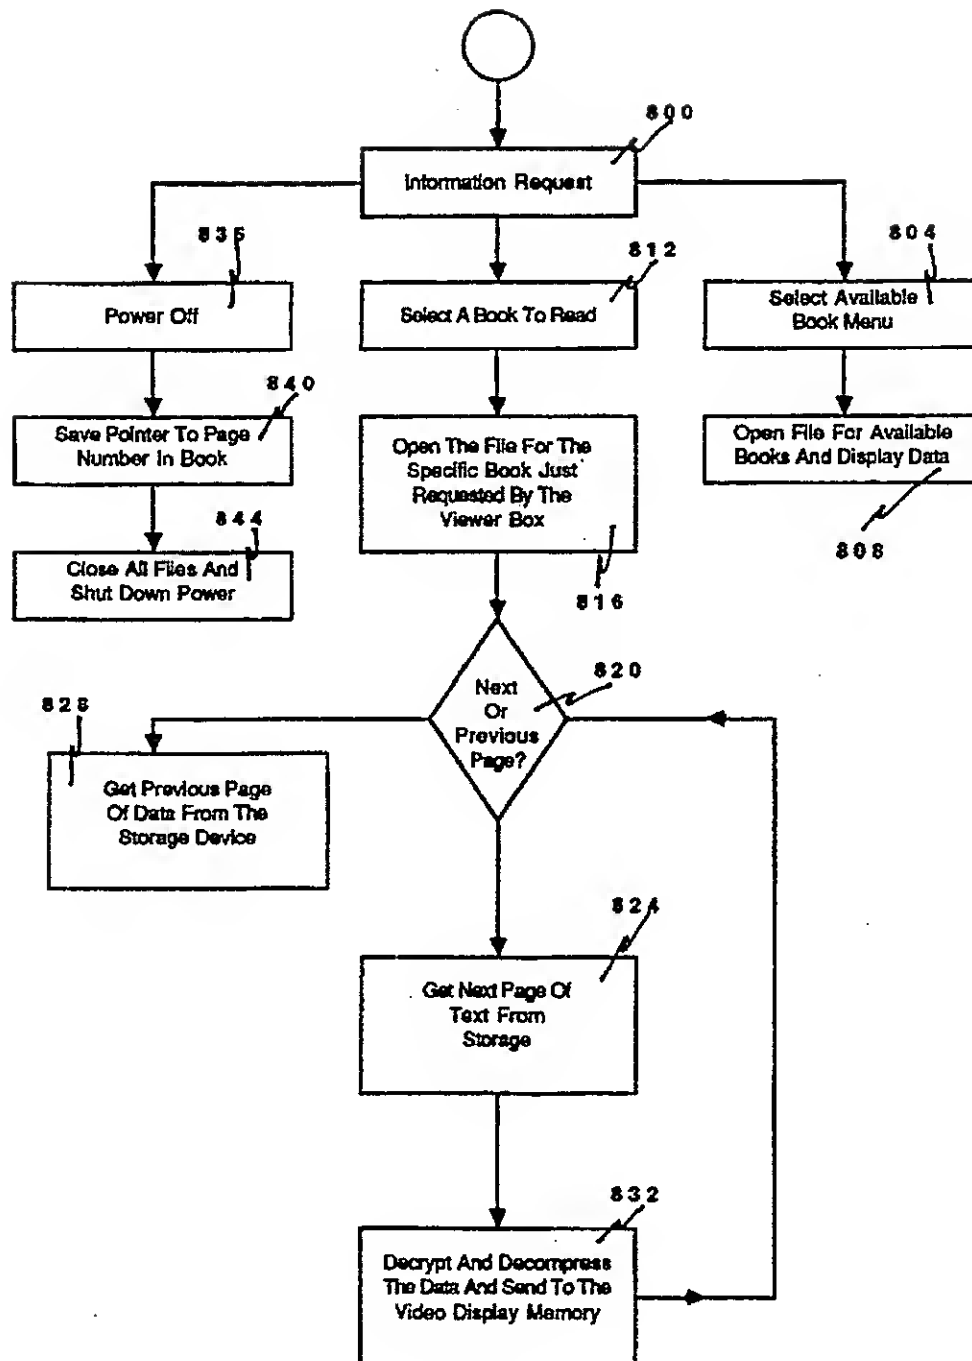 800
Information Request
835
Power Off
812
Select A Book To Read
804
Select Available
Book Menu
840
Save Pointer To Page
Number In Book
Open The File For The
Specific Book Just
Requested By The
Viewer Box
816
Open File For Available
Books And Display Data
808
844
Close All Files And
Shut Down Power
820
Next
Or
Previous
Page?
828
Get Previous Page
Of Data From The
Storage Device
824
Get Next Page Of
Text From
Storage
832
Decrypt And Decompress
The Data And Send To The
Video Display Memory